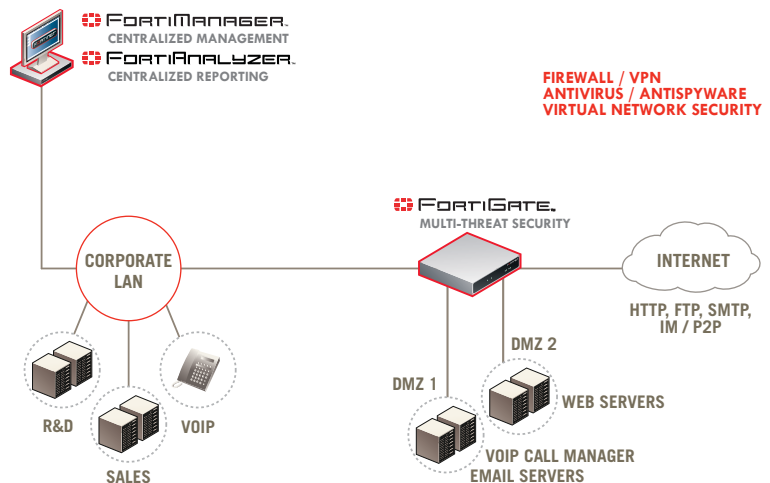 FORTIMANAGER.
CENTRALIZED MANAGEMENT
FORTIANALYZER.
CENTRALIZED REPORTING
FIREWALL / VPN
ANTIVIRUS / ANTISPYWARE
VIRTUAL NETWORK SECURITY
FORTIGATE.
MULTI-THREAT SECURITY
CORPORATE
LAN
INTERNET
HTTP, FTP, SMTP,
IM / P2P
DMZ 2
DMZ 1
WEB SERVERS
R&D
VOIP
VOIP CALL MANAGER
EMAIL SERVERS
SALES